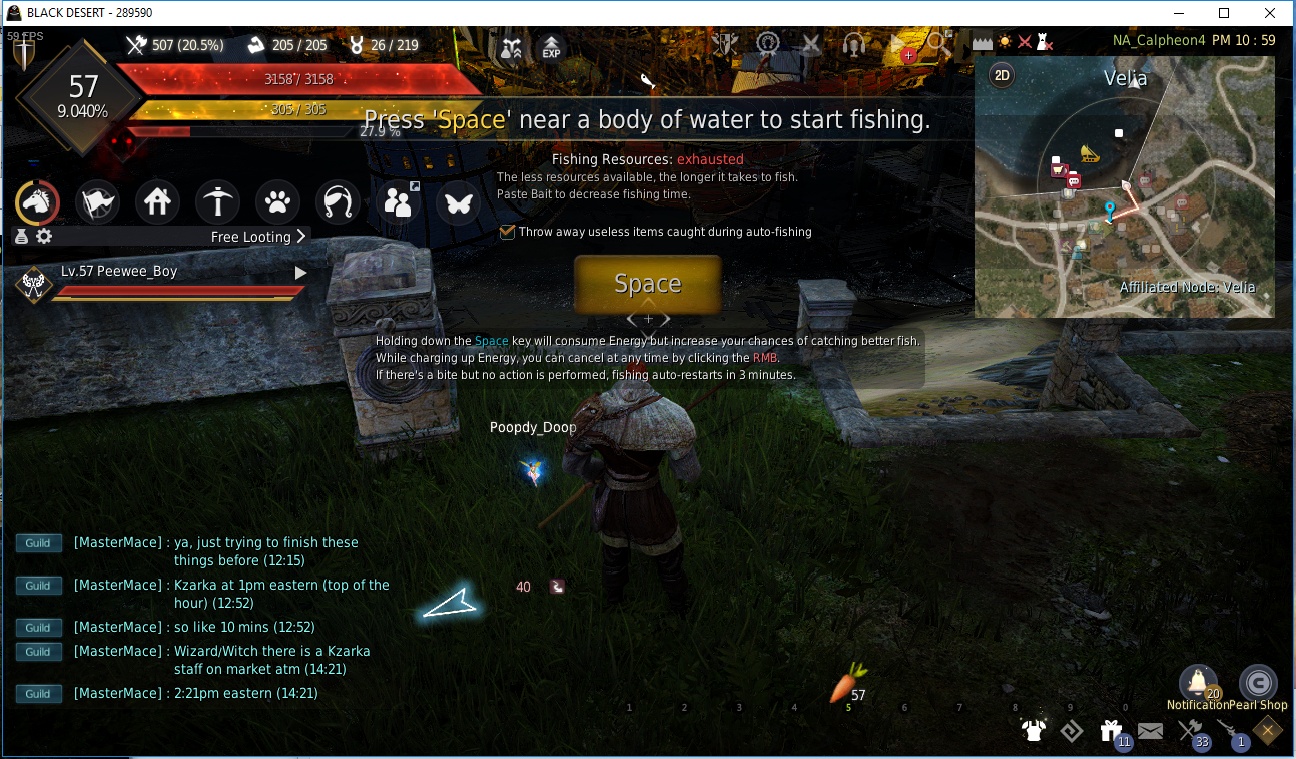 BLACK DESERT - 289590
59 FPS
507 (20.5%)
205 / 205
26 / 219
EXP
NA_Calpheon4 PM 10 : 59
57
9.040%
3158 / 3158
305 / 305
27.9 %
2D
Velia
Press 'Space' near a body of water to start fishing.
Fishing Resources: exhausted
The less resources available, the longer it takes to fish.
Paste Bait to decrease fishing time.
Throw away useless items caught during auto-fishing
Free Looting
Lv.57 Peewee_Boy
Space
Affiliated Node: Velia
Holding down the Space key will consume Energy but increase your chances of catching better fish.
While charging up Energy, you can cancel at any time by clicking the RMB.
If there's a bite but no action is performed, fishing auto-restarts in 3 minutes.
Poopdy_Doop
Guild [MasterMace] : ya, just trying to finish these
things before (12:15)
Guild [MasterMace] : Kzarka at 1pm eastern (top of the
hour) (12:52)
Guild [MasterMace] : so like 10 mins (12:52)
Guild [MasterMace] : Wizard/Witch there is a Kzarka
staff on market atm (14:21)
Guild [MasterMace] : 2:21pm eastern (14:21)
40
57
1 2 3 4 5 6 7 8 9 0
20
Notification Pearl Shop
11
33
1